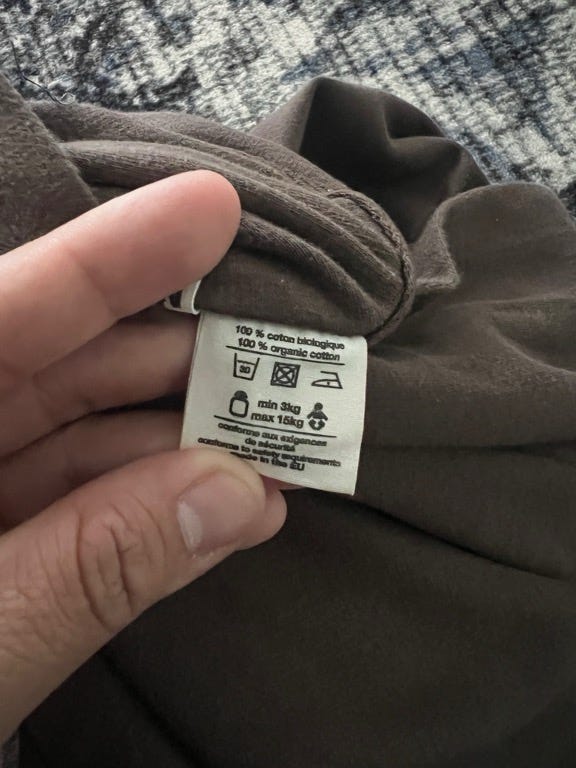 100 % coton biologique
100 % organic cotton
30
min 3kg
max 15kg
conforme aux exigences
de sécurité
conforms to safety requirements
made in the EU